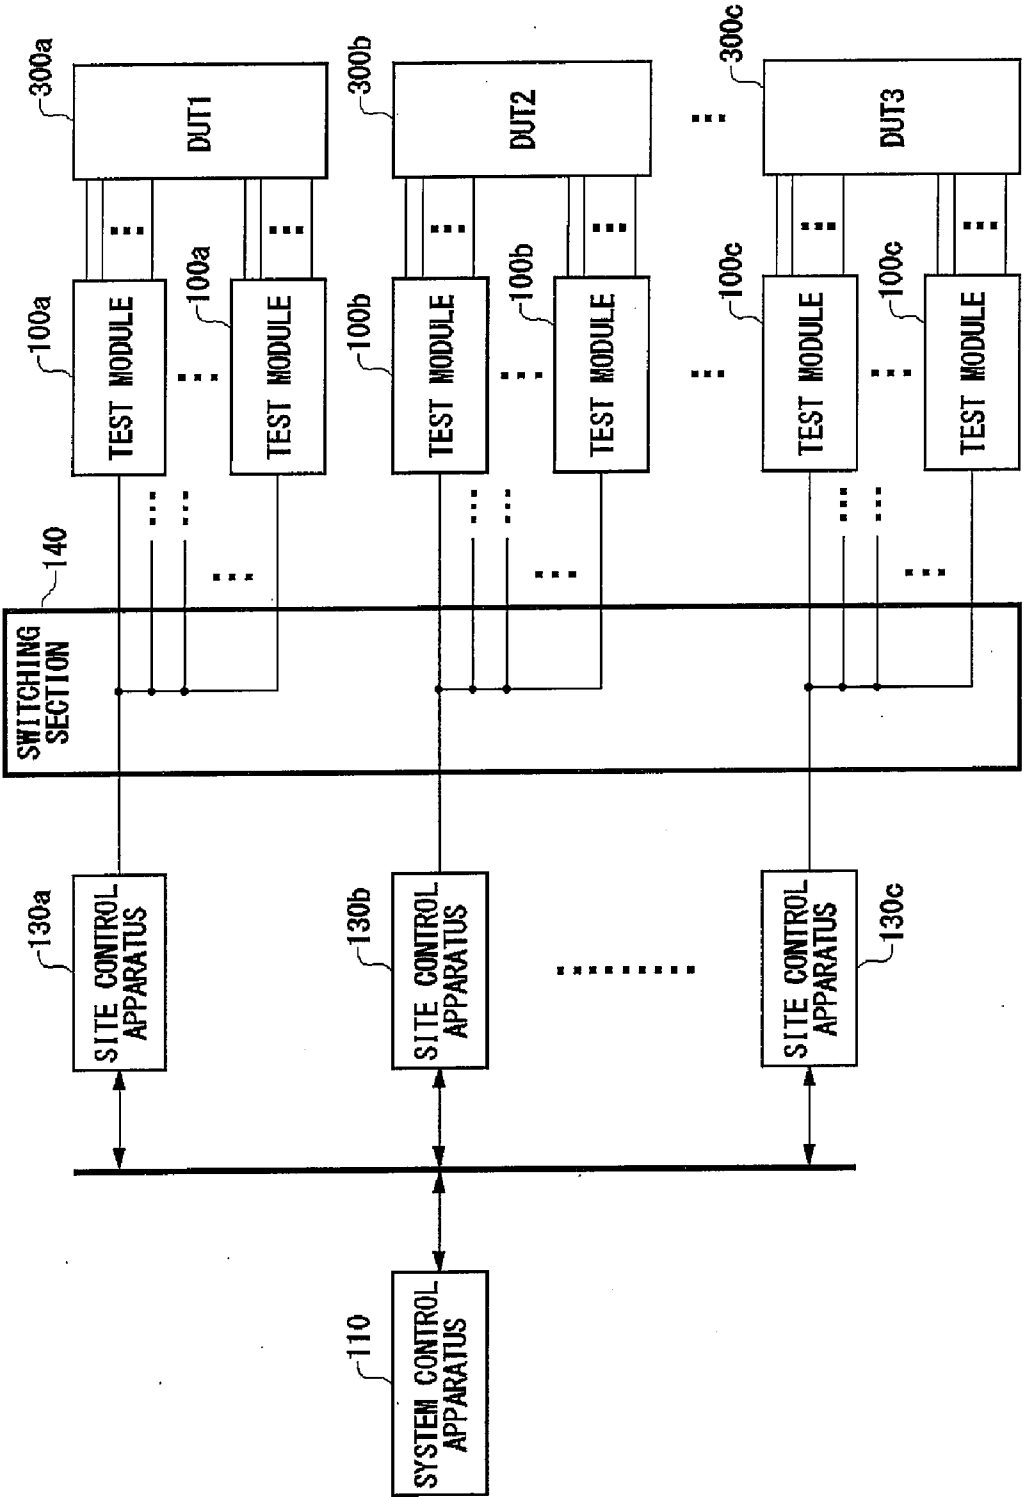 110
SYSTEM CONTROL
APPARATUS
130a
SITE CONTROL
APPARATUS
130b
SITE CONTROL
APPARATUS
130c
SITE CONTROL
APPARATUS
SWITCHING
SECTION
140
100a
TEST MODULE
100a
TEST MODULE
100b
TEST MODULE
100b
TEST MODULE
100c
TEST MODULE
100c
TEST MODULE
300a
DUT1
300b
DUT2
300c
DUT3